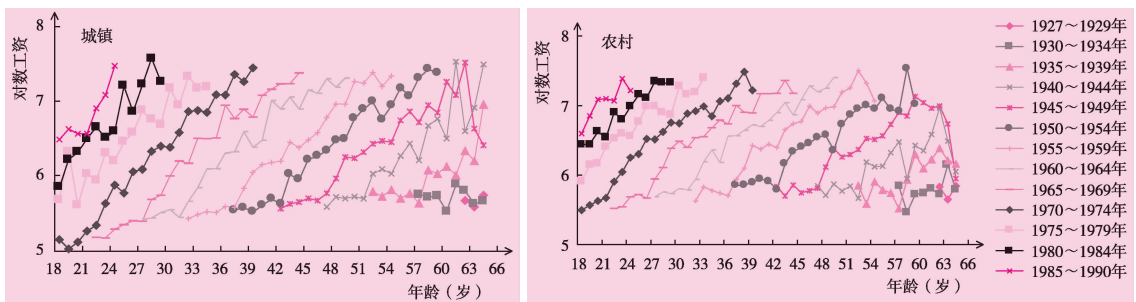 城镇
对数工资
8
7
6
5
18 21 24 27 30 33 36 39 42 45 48 51 54 57 60 63 66
年龄（岁）
农村
对数工资
8
7
6
5
18 21 24 27 30 33 36 39 42 45 48 51 54 57 60 63 66
年龄（岁）
1927～1929年
1930～1934年
1935～1939年
1940～1944年
1945～1949年
1950～1954年
1955～1959年
1960～1964年
1965～1969年
1970～1974年
1975～1979年
1980～1984年
1985～1990年